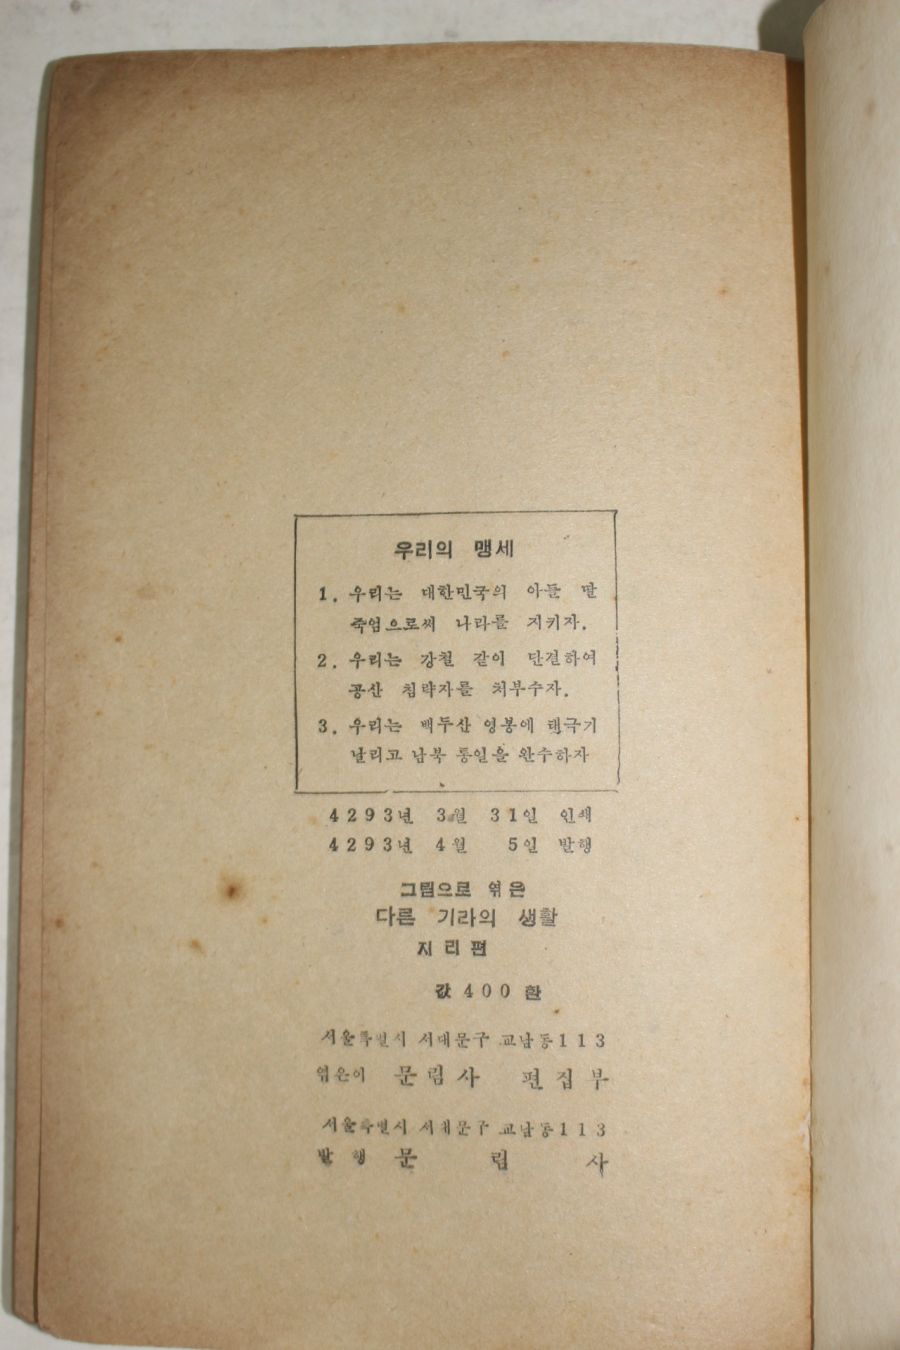 우리의 맹세
1. 우리는 대한민국의 아들 딸
죽엄으로써 나라를 지키자.
2. 우리는 강철 같이 단결하여
공산 침략자를 처부수자.
3. 우리는 백두산 영봉에 태극기
날리고 남북 통일을 완수하자
4293년 3월 31일 인쇄
4293년 4월 5일 발행
그림으로 엮은
다른 기라의 생활
지리편
값 400 환
서울특별시 서대문구 교남동113
엮은이 문림사 편집부
서울특별시 서대문구 교남동113
발행 문림사